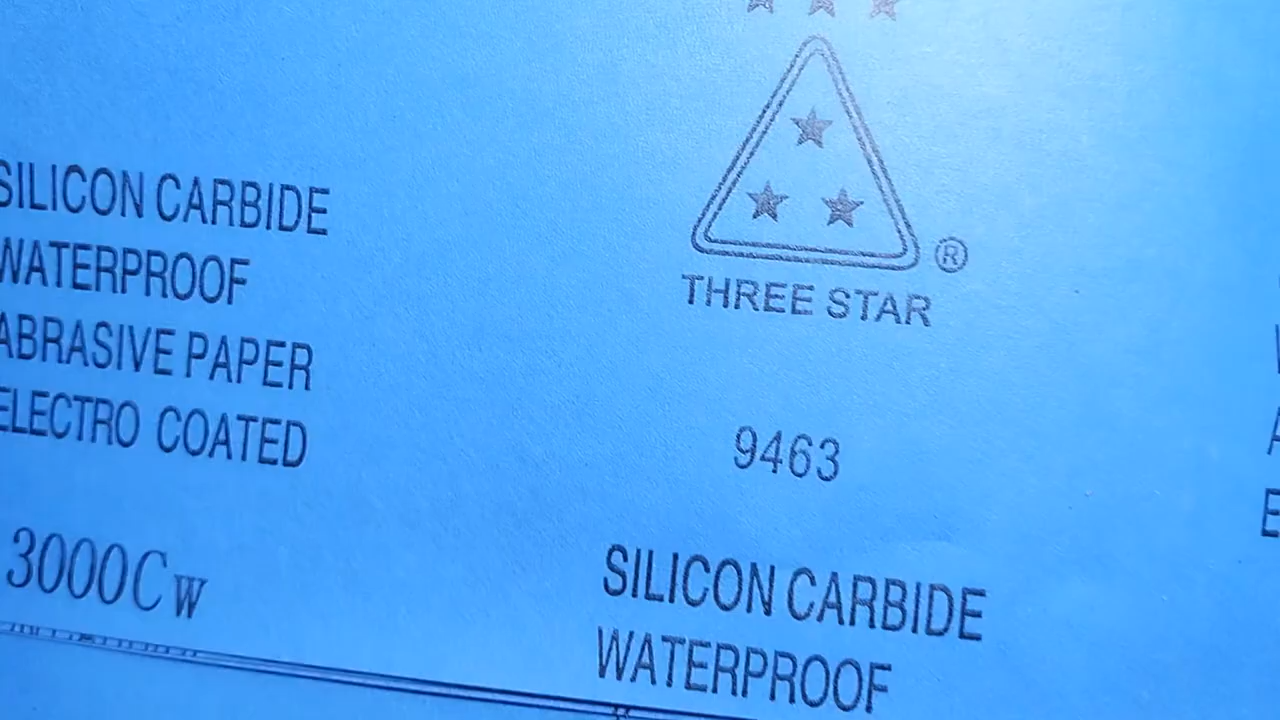 SILICON CARBIDE
WATERPROOF
ABRASIVE PAPER
ELECTRO COATED
3000Cw
®
THREE STAR
9463
SILICON CARBIDE
WATERPROOF